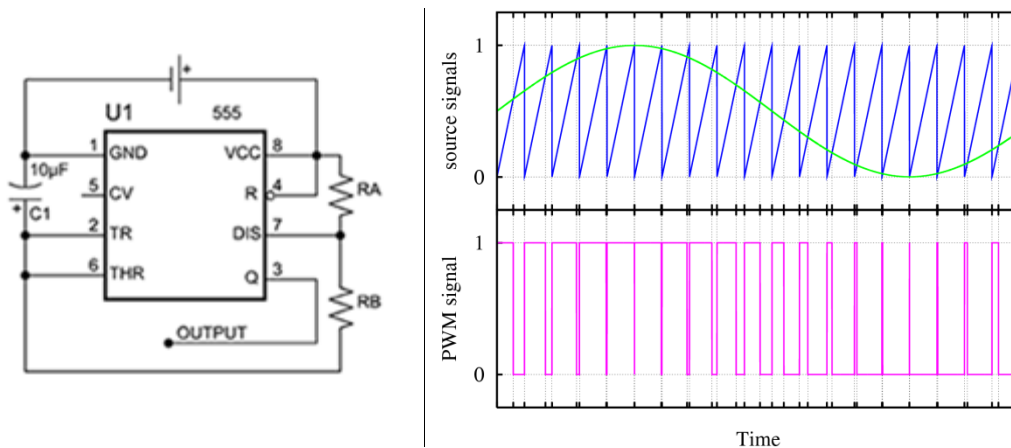 U1 555
1 GND VCC 8
10µF
5 CV R 4 RA
C1
2 TR DIS 7
6 THR Q 3
RB
OUTPUT
source signals
1
0
PWM signal
1
0
Time